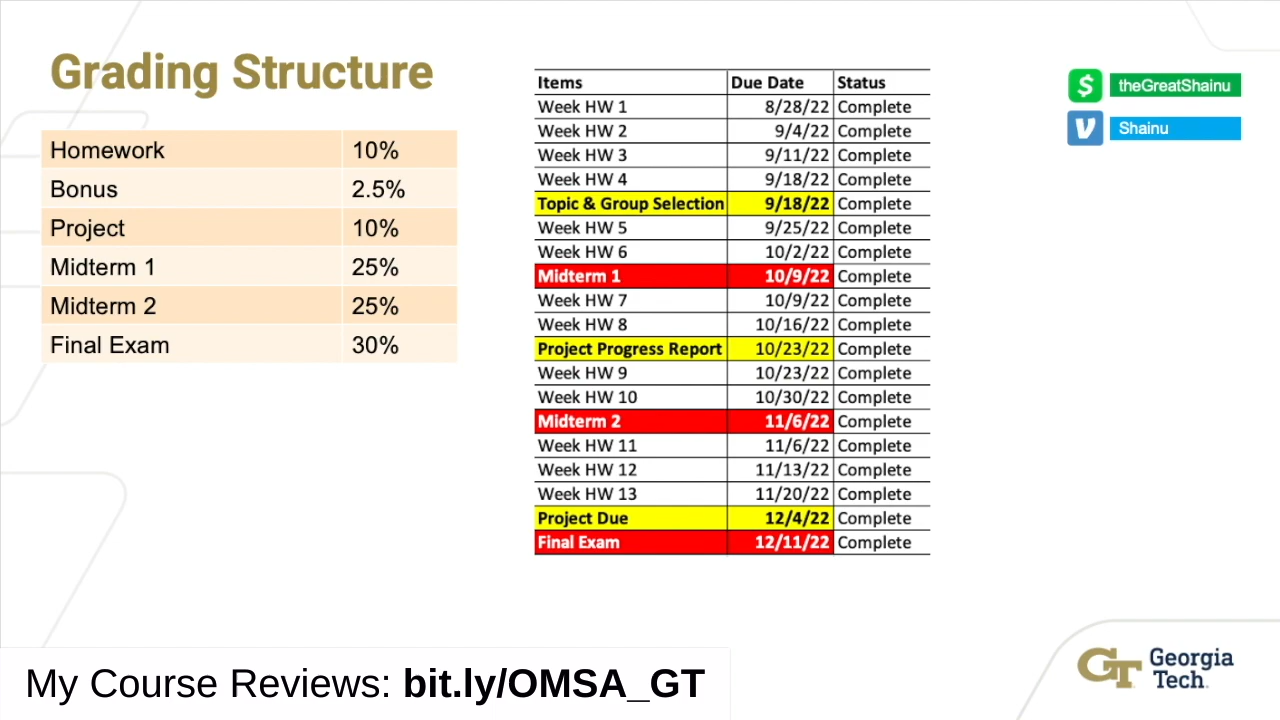 Grading Structure
Homework 10%
Bonus 2.5%
Project 10%
Midterm 1 25%
Midterm 2 25%
Final Exam 30%
Items Due Date Status
Week HW 1 8/28/22 Complete
Week HW 2 9/4/22 Complete
Week HW 3 9/11/22 Complete
Week HW 4 9/18/22 Complete
Topic & Group Selection 9/18/22 Complete
Week HW 5 9/25/22 Complete
Week HW 6 10/2/22 Complete
Midterm 1 10/9/22 Complete
Week HW 7 10/9/22 Complete
Week HW 8 10/16/22 Complete
Project Progress Report 10/23/22 Complete
Week HW 9 10/23/22 Complete
Week HW 10 10/30/22 Complete
Midterm 2 11/6/22 Complete
Week HW 11 11/6/22 Complete
Week HW 12 11/13/22 Complete
Week HW 13 11/20/22 Complete
Project Due 12/4/22 Complete
Final Exam 12/11/22 Complete
$ theGreatShainu
V Shainu
My Course Reviews: bit.ly/OMSA_GT
GT Georgia
Tech